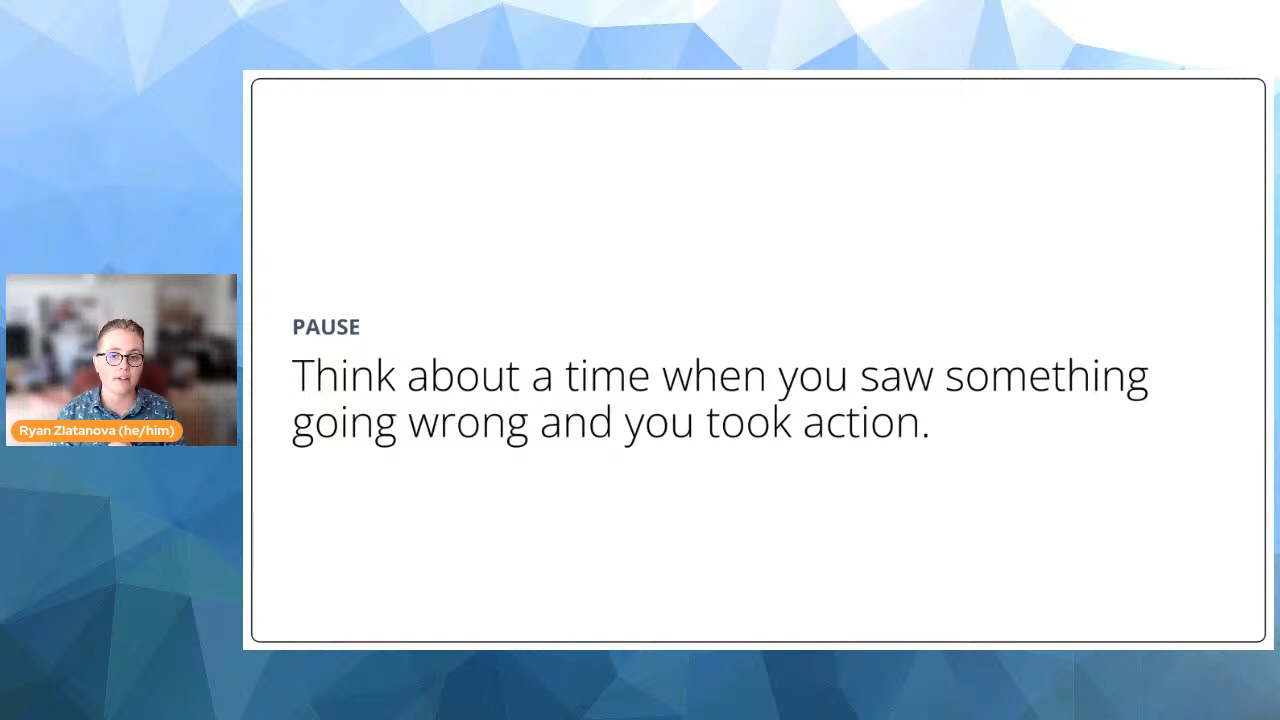 PAUSE
Think about a time when you saw something
going wrong and you took action.
Ryan Zlatanova (he/him)